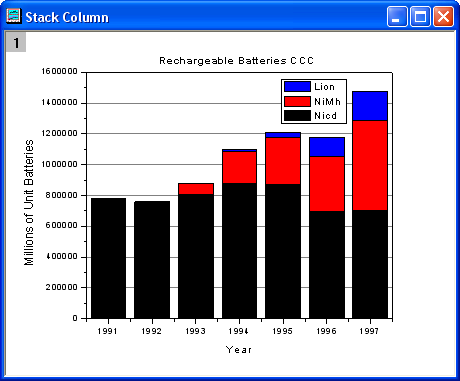 Stack Column
1
Rechargeable Batteries CCC
Lion
NiMh
Nicd
1600000
1400000
1200000
1000000
800000
600000
400000
200000
0
Millions of Unit Batteries
1991 1992 1993 1994 1995 1996 1997
Year